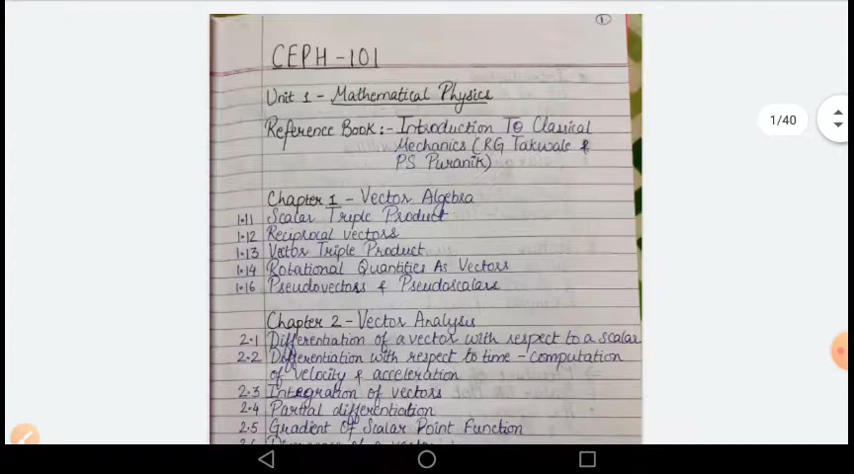 1
CEPH-101
Unit 1 - Mathematical Physics
Reference Book:- Introduction To Classical
Mechanics (RG Takwale &
PS Puranik)
Chapter 1 - Vector Algebra
1.11 Scalar Triple Product
1.12 Reciprocal vectors
1.13 Vector Triple Product
1.14 Rotational Quantities As Vectors
1.16 Pseudovectors & Pseudoscalars
Chapter 2 - Vector Analysis
2.1 Differentiation of a vector with respect to a scalar
2.2 Differentiation with respect to time - computation
of velocity & acceleration
2.3 Integration of vectors
2.4 Partial differentiation
2.5 Gradient of Scalar Point Function
1/40